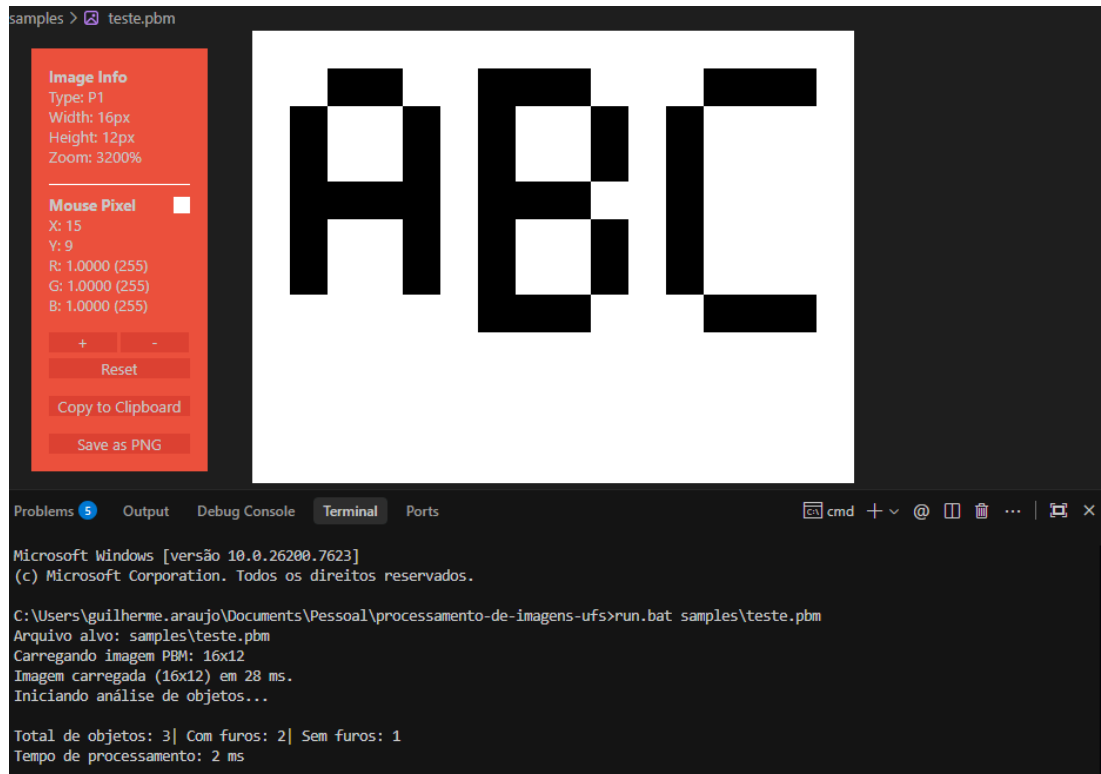 samples > teste.pbm
Image Info
Type: P1
Width: 16px
Height: 12px
Zoom: 3200%
Mouse Pixel
X: 15
Y: 9
R: 1.0000 (255)
G: 1.0000 (255)
B: 1.0000 (255)
+ -
Reset
Copy to Clipboard
Save as PNG
ABC
Problems 5 Output Debug Console Terminal Ports cmd
Microsoft Windows [versão 10.0.26200.7623]
(c) Microsoft Corporation. Todos os direitos reservados.
C:\Users\guilherme.araujo\Documents\Pessoal\processamento-de-imagens-ufs>run.bat samples\teste.pbm
Arquivo alvo: samples\teste.pbm
Carregando imagem PBM: 16x12
Imagem carregada (16x12) em 28 ms.
Iniciando análise de objetos...
Total de objetos: 3| Com furos: 2| Sem furos: 1
Tempo de processamento: 2 ms